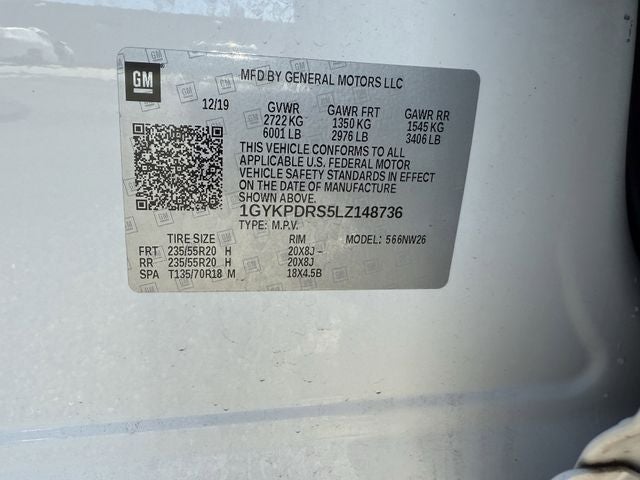 GM
MFD BY GENERAL MOTORS LLC
12/19 GVWR GAWR FRT GAWR RR
2722 KG 1350 KG 1545 KG
6001 LB 2976 LB 3406 LB
THIS VEHICLE CONFORMS TO ALL
APPLICABLE U.S. FEDERAL MOTOR
VEHICLE SAFETY STANDARDS IN EFFECT
ON THE DATE OF MANUFACTURE
SHOWN ABOVE.
1GYKPDRS5LZ148736
TYPE: M.P.V.
TIRE SIZE RIM MODEL: 566NW26
FRT 235/55R20 H 20X8J
RR 235/55R20 H 20X8J
SPA T135/70R18 M 18X4.5B